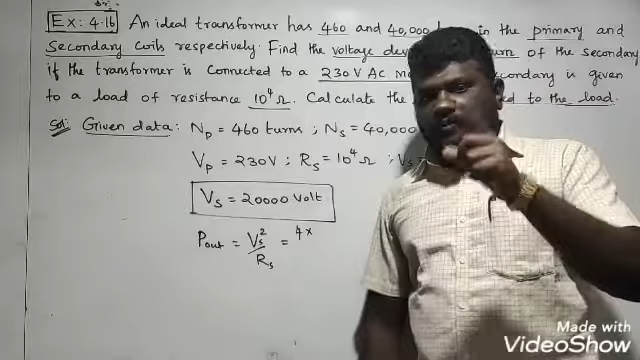 Ex: 4.16 An ideal transformer has 460 and 40,000 in the primary and
Secondary coils respectively. Find the voltage of the secondary
if the transformer is connected to a 230 V AC is given
to a load of resistance 10⁴ Ω. Calculate the to the load.
Sol: Given data: Np = 460 turns ; Ns = 40,000
Vp = 230V ; Rs = 10⁴ Ω ;
Vs = 20000 Volt
Pout = Vs²/Rs = 4x
Made with
VideoShow